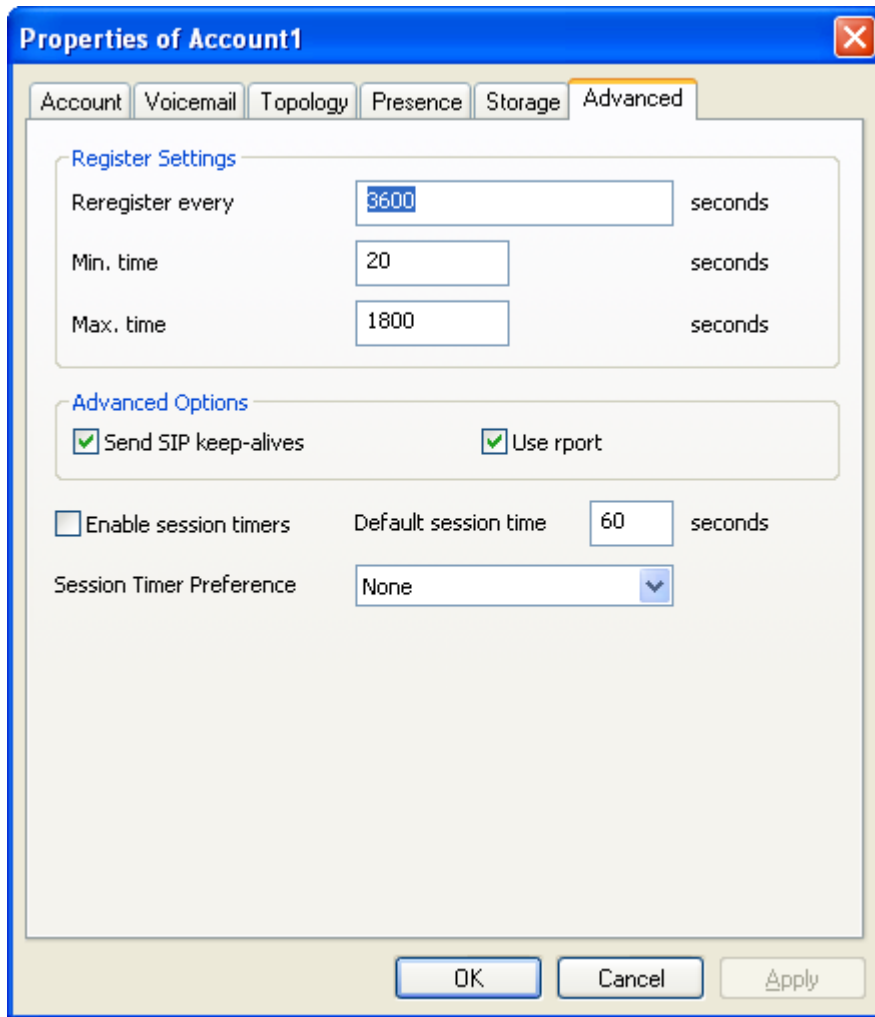 Properties of Account1
Account Voicemail Topology Presence Storage Advanced
Register Settings
Reregister every 3600 seconds
Min. time 20 seconds
Max. time 1800 seconds
Advanced Options
Send SIP keep-alives Use rport
Enable session timers Default session time 60 seconds
Session Timer Preference None
OK Cancel Apply